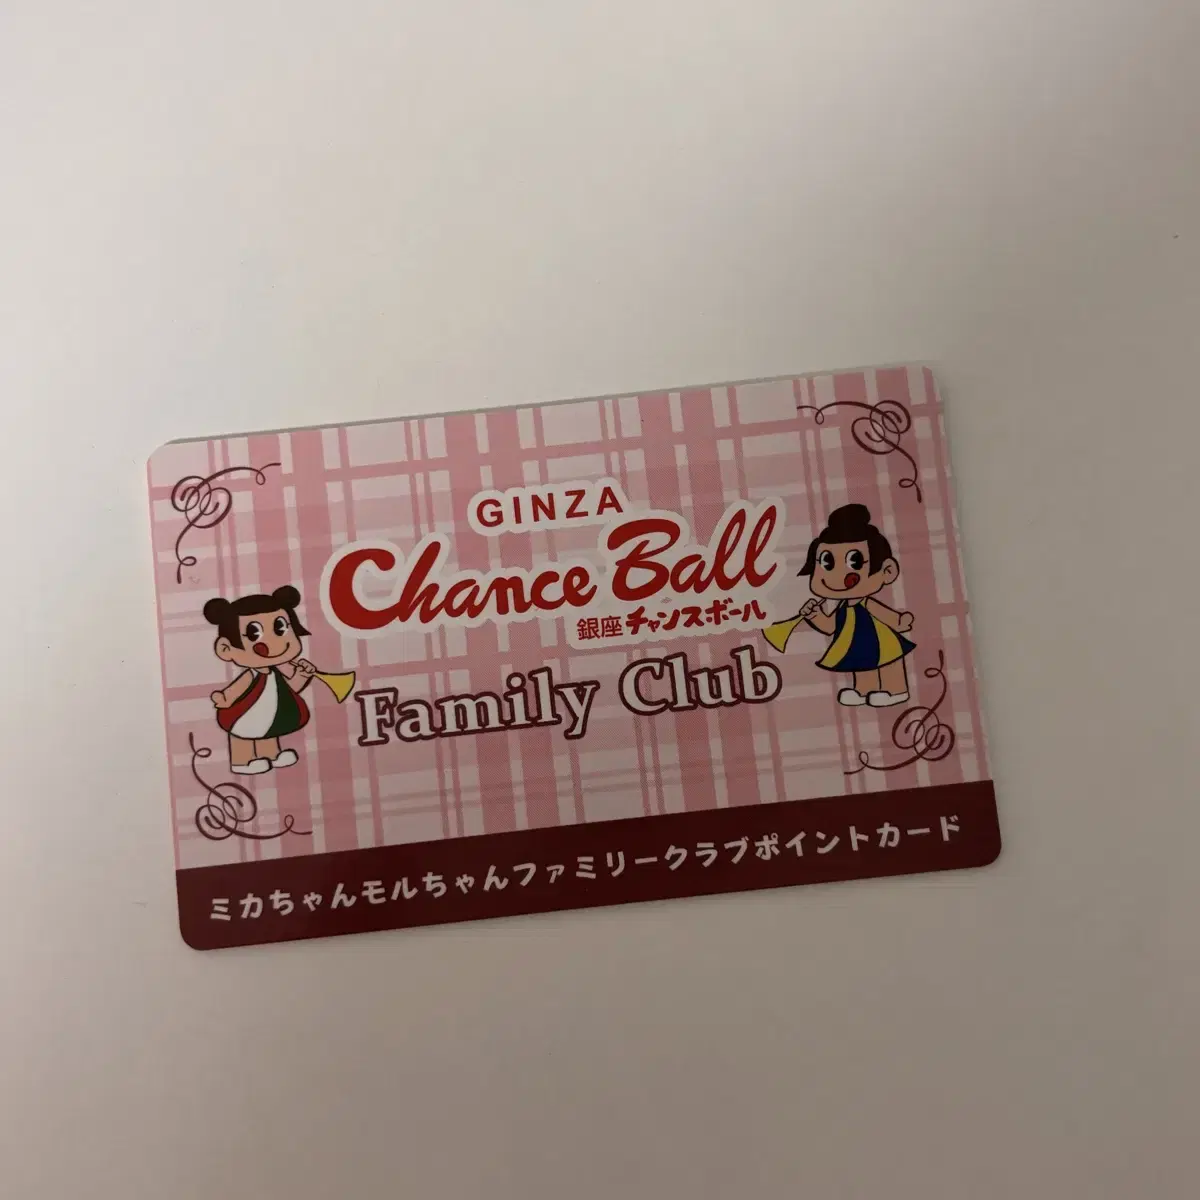 GINZA
Chance Ball
銀座チャンスボール
Family Club
ミカちゃんモルちゃんファミリークラブポイントカード